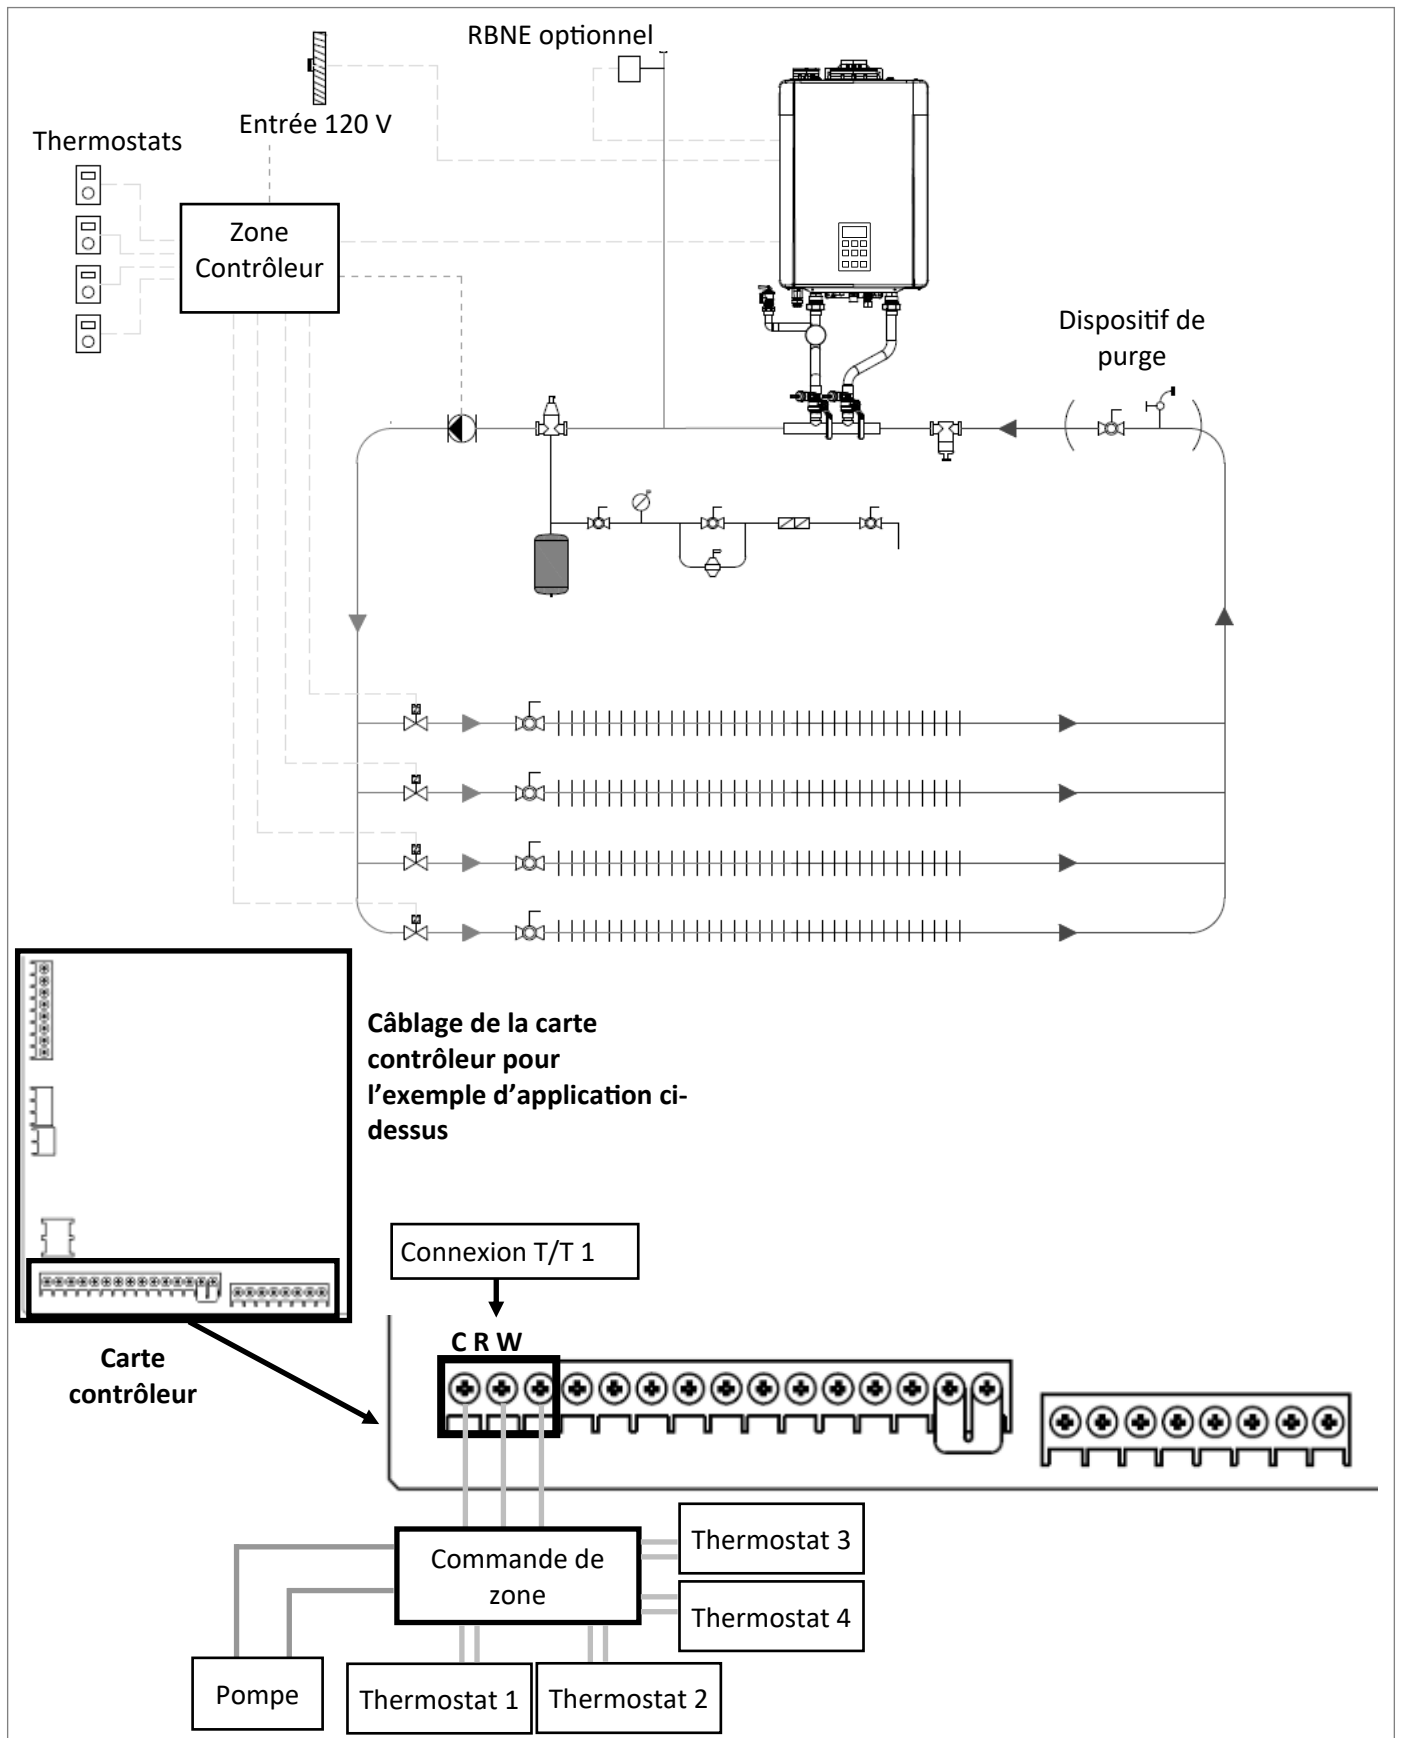 RBNE optionnel
Entrée 120 V
Thermostats
Zone
Contrôleur
Dispositif de
purge
Câblage de la carte
contrôleur pour
l’exemple d’application ci-
dessus
Connexion T/T 1
C R W
Carte
contrôleur
Commande de
zone
Thermostat 3
Thermostat 4
Pompe
Thermostat 1
Thermostat 2